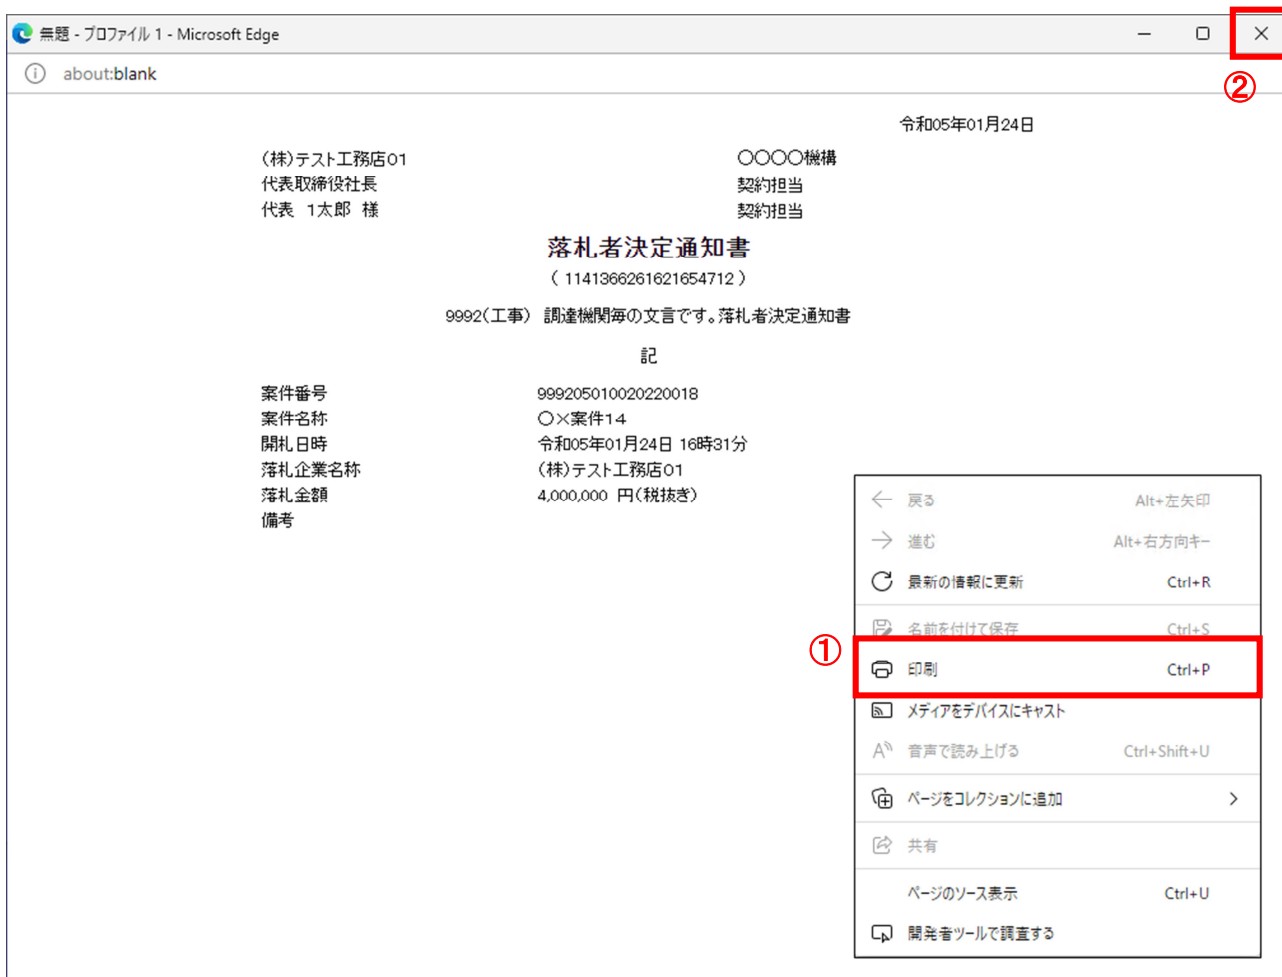 無題 - プロファイル 1 - Microsoft Edge
②
about:blank
令和05年01月24日
(株)テスト工務店01 〇〇〇〇機構
代表取締役社長 契約担当
代表 1太郎 様 契約担当
落札者決定通知書
( 1141366261621654712 )
9992(工事) 調達機関毎の文言です。落札者決定通知書
記
案件番号 999205010020220018
案件名称 〇×案件14
開札日時 令和05年01月24日 16時31分
落札企業名称 (株)テスト工務店01
落札金額 4,000,000 円(税抜き)
備考
戻る Alt+左矢印
進む Alt+右方向キー
最新の情報に更新 Ctrl+R
名前を付けて保存 Ctrl+S
① 印刷 Ctrl+P
メディアをデバイスにキャスト
音声で読み上げる Ctrl+Shift+U
ページをコレクションに追加
共有
ページのソース表示 Ctrl+U
開発者ツールで調査する